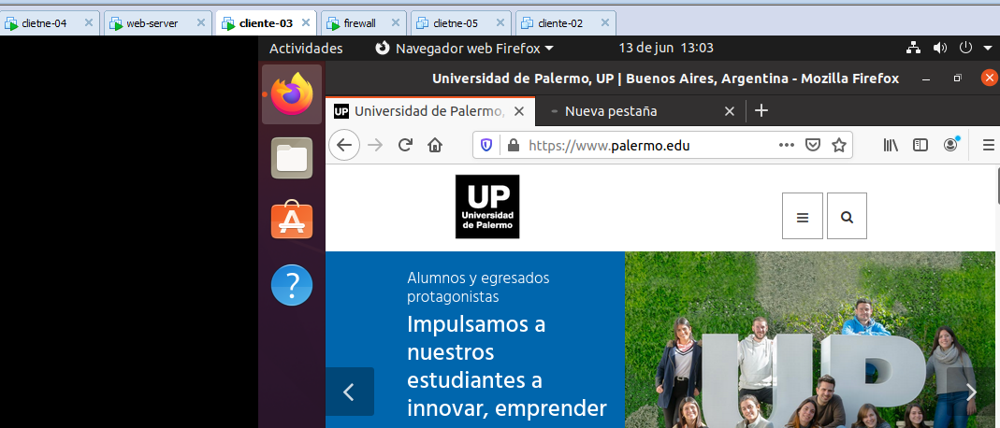 clietne-04 web-server cliente-03 firewall clietne-05 cliente-02
Actividades Navegador web Firefox 13 de jun 13:03
Universidad de Palermo, UP | Buenos Aires, Argentina - Mozilla Firefox
UP Universidad de Palermo, Nueva pestaña
https://www.palermo.edu
UP
Universidad
de Palermo
Alumnos y egresados
protagonistas
Impulsamos a
nuestros
estudiantes a
innovar, emprender
UP